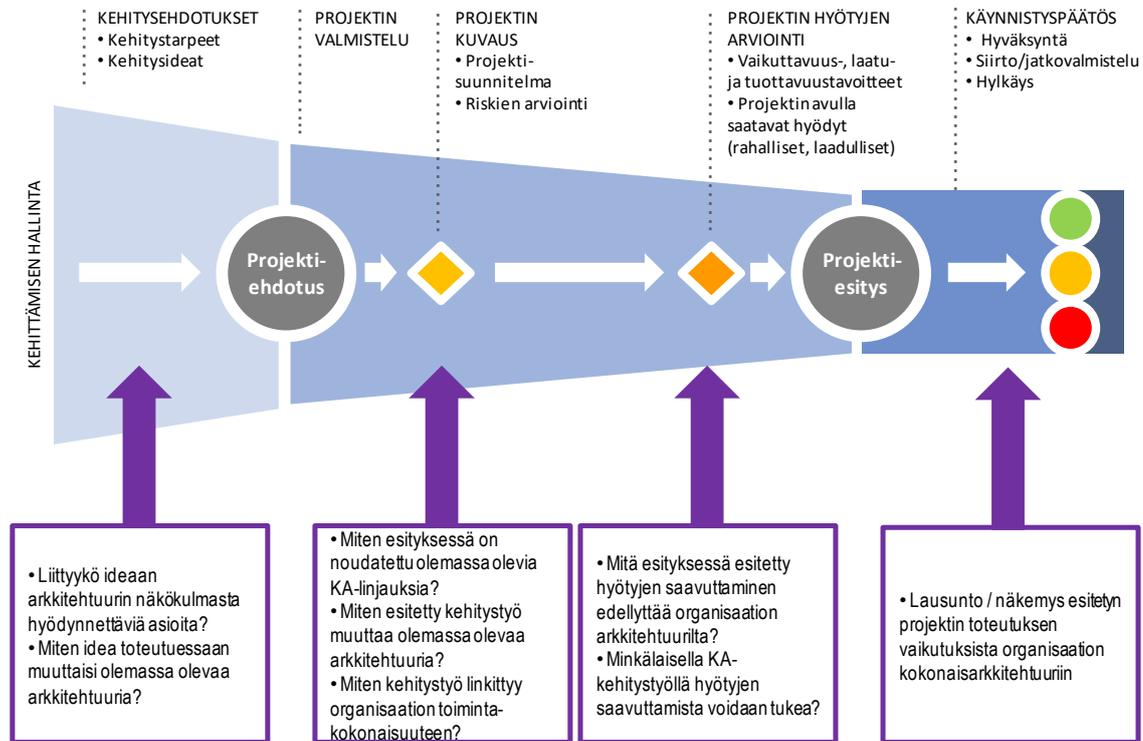 KEHITYSEHDOTUKSET
• Kehitystarpeet
• Kehitysideat
PROJEKTIN
VALMISTELU
PROJEKTIN
KUVAUS
• Projekti-
suunnitelma
• Riskien arviointi
PROJEKTIN HYÖTYJEN
ARVIOINTI
• Vaikuttavuus-, laatu-
ja tuottavuustavoitteet
• Projektin avulla
saatavat hyödyt
(rahalliset, laadulliset)
KÄYNNISTYSPÄÄTÖS
• Hyväksyntä
• Siirto/jatkovalmistelu
• Hylkäys
KEHITTÄMISEN HALLINTA
Projekti-
ehdotus
Projekti-
esitys
• Liittyykö ideaan
arkkitehtuurin näkökulmasta
hyödynnettäviä asioita?
• Miten idea toteutuessaan
muuttaisi olemassa olevaa
arkkitehtuuria?
• Miten esityksessä on
noudatettu olemassa olevia
KA-linjauksia?
• Miten esitetty kehitystyö
muuttaa olemassa olevaa
arkkitehtuuria?
• Miten kehitystyö linkittyy
organisaation toiminta-
kokonaisuuteen?
• Mitä esityksessä esitetty
hyötyjen saavuttaminen
edellyttää organisaation
arkkitehtuurilta?
• Minkälaisella KA-
kehitystyöllä hyötyjen
saavuttamista voidaan tukea?
• Lausunto / näkemys esitetyn
projektin toteutuksen
vaikutuksista organisaation
kokonaisarkkitehtuuriin